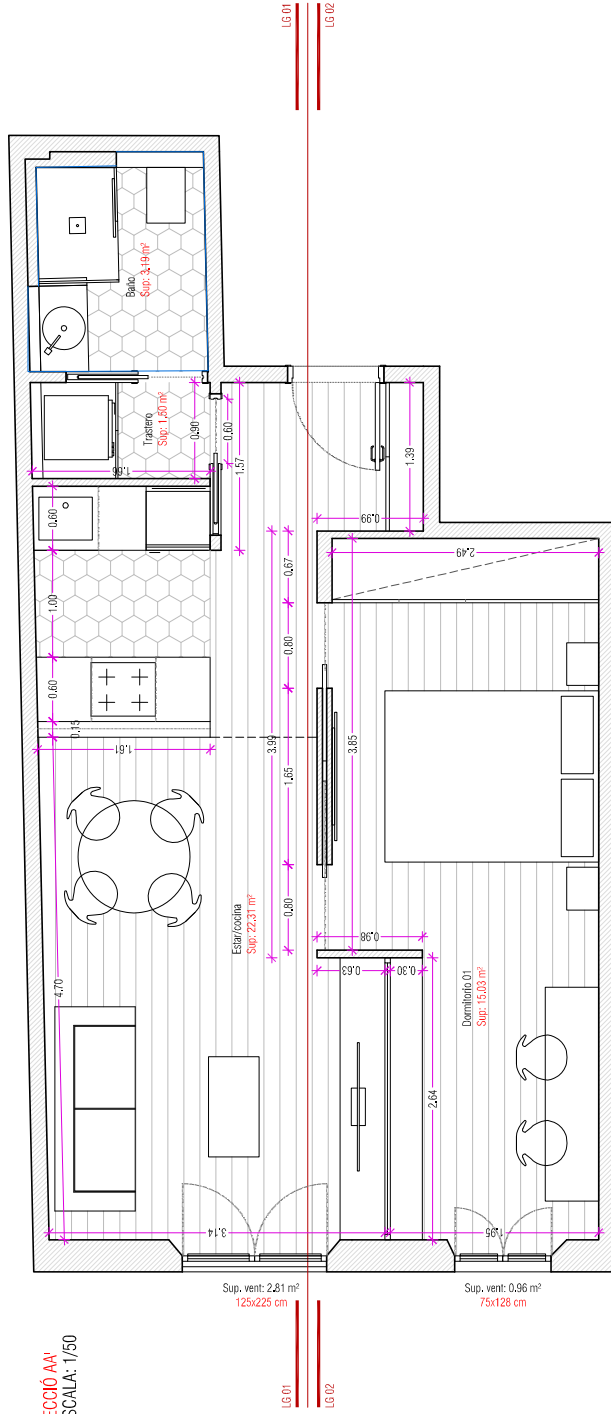 LG 01
LG 02
Baño
Sup: 3.19 m²
Trastero
Sup: 1.60 m²
0.90
0.60
1.57
1.66
0.60
1.39
0.99
2.49
0.67
1.00
0.80
0.60
0.15
1.61
3.99
3.85
1.65
0.80
Estar/cocina
Sup: 22.31 m²
0.98
0.63
0.30
4.70
Dormitorio 01
Sup: 15.03 m²
2.64
3.14
1.95
Sup. vent: 2.81 m²
125x225 cm
Sup. vent: 0.96 m²
75x128 cm
ECCIÓ AA'
SCALA: 1/50
LG 01
LG 02